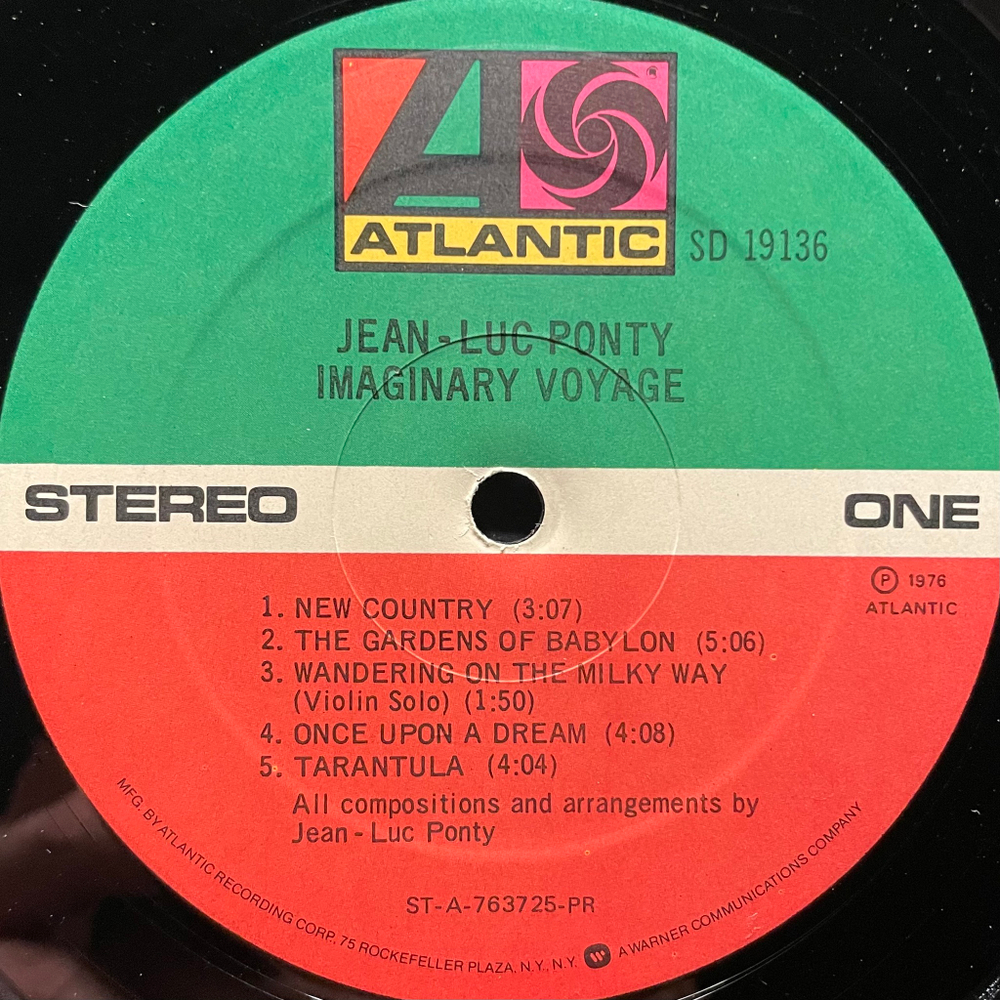 ATLANTIC
SD 19136
JEAN-LUC PONTY
IMAGINARY VOYAGE
STEREO
ONE
Ⓟ 1976
ATLANTIC
1. NEW COUNTRY (3:07)
2. THE GARDENS OF BABYLON (5:06)
3. WANDERING ON THE MILKY WAY
(Violin Solo) (1:50)
4. ONCE UPON A DREAM (4:08)
5. TARANTULA (4:04)
All compositions and arrangements by
Jean-Luc Ponty
ST-A-763725-PR
MFG. BY ATLANTIC RECORDING CORP. 75 ROCKEFELLER PLAZA, N.Y., N.Y. A WARNER COMMUNICATIONS COMPANY